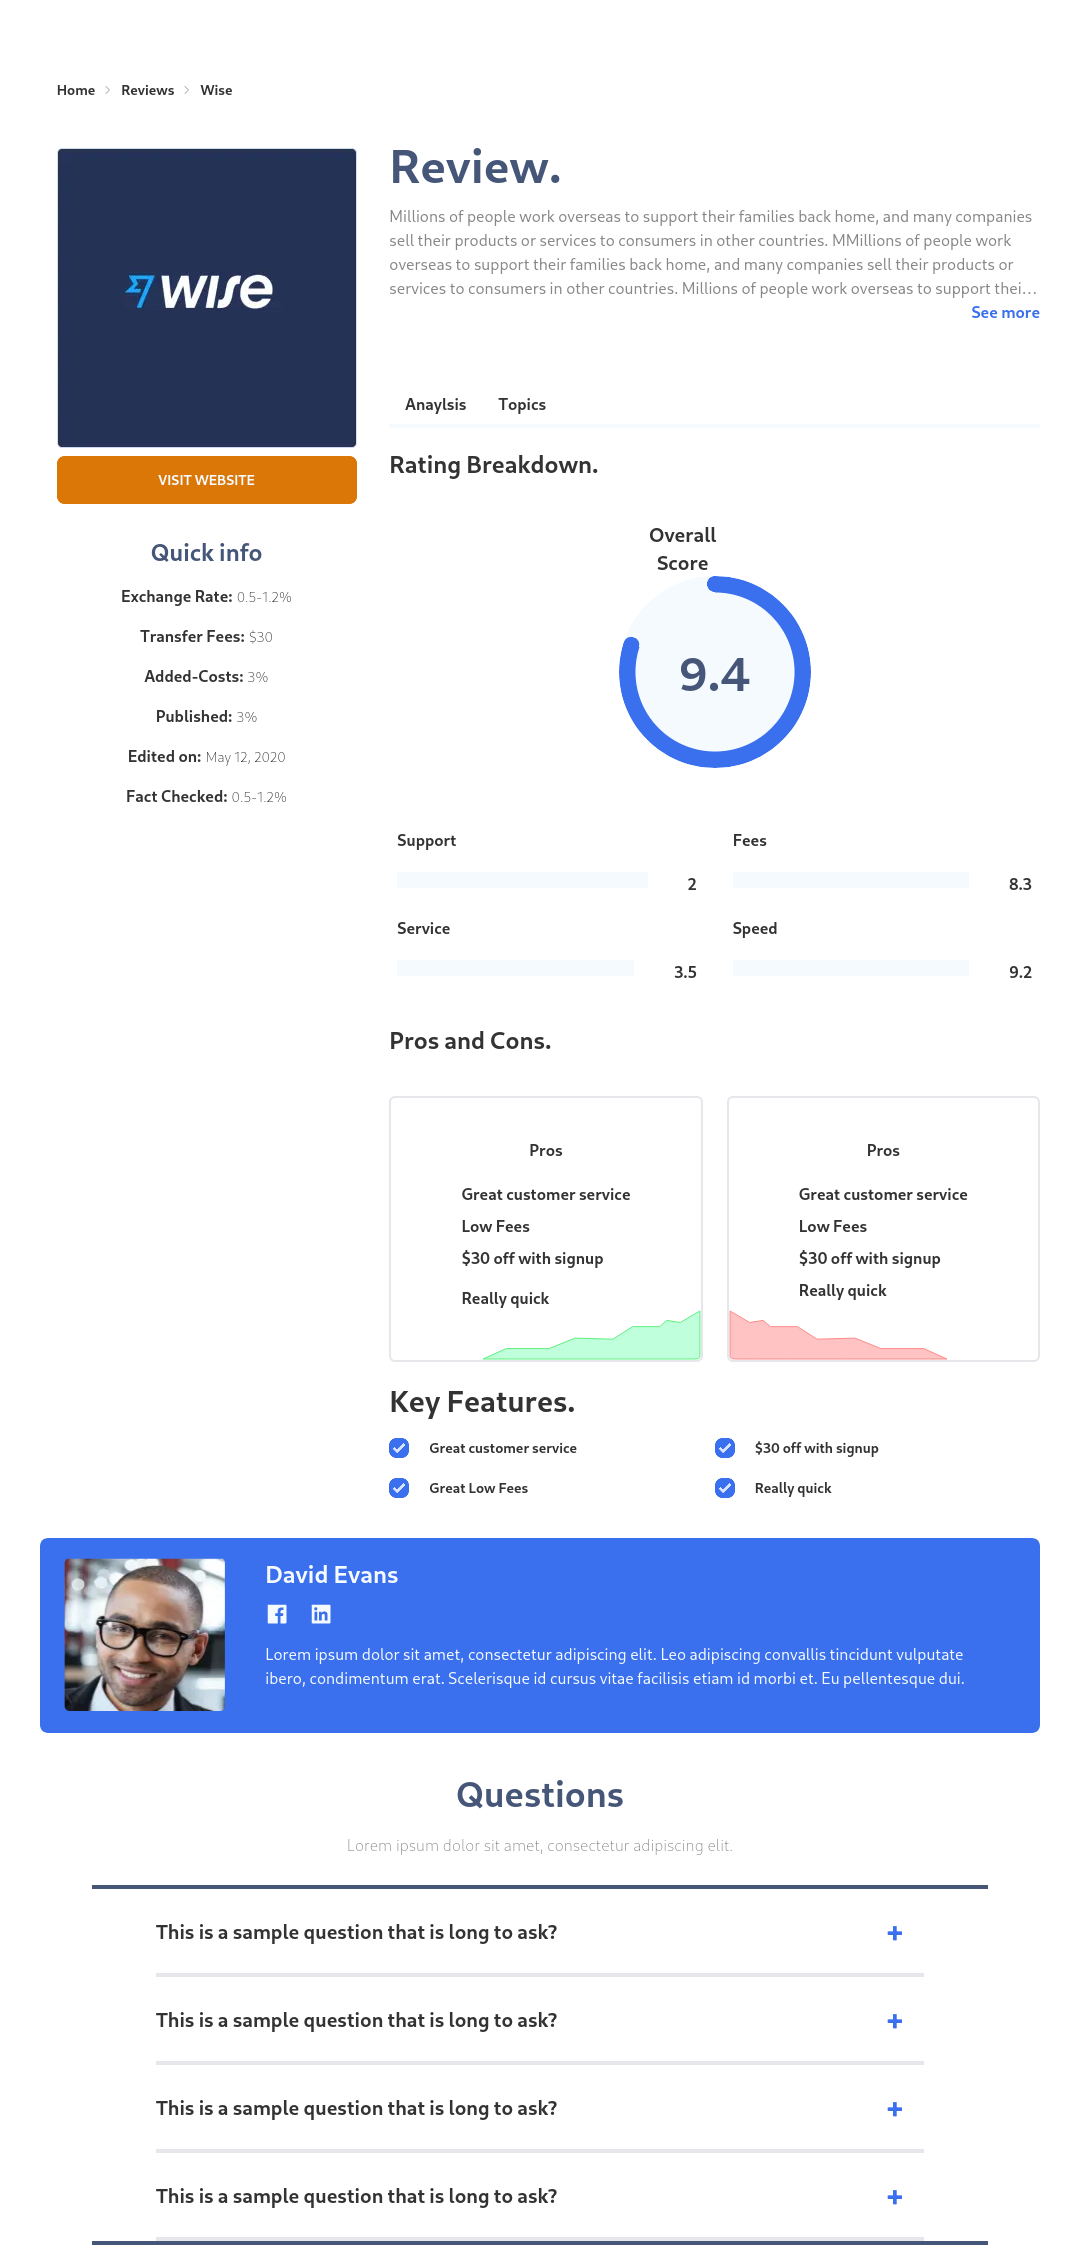 Home > Reviews > Wise
wise
VISIT WEBSITE
Quick info
Exchange Rate: 0.5-1.2%
Transfer Fees: $30
Added-Costs: 3%
Published: 3%
Edited on: May 12, 2020
Fact Checked: 0.5-1.2%
Review.
Millions of people work overseas to support their families back home, and many companies
sell their products or services to consumers in other countries. MMillions of people work
overseas to support their families back home, and many companies sell their products or
services to consumers in other countries. Millions of people work overseas to support thei…
See more
Anaylsis Topics
Rating Breakdown.
Overall
Score
9.4
Support
2
Fees
8.3
Service
3.5
Speed
9.2
Pros and Cons.
Pros
Great customer service
Low Fees
$30 off with signup
Really quick
Pros
Great customer service
Low Fees
$30 off with signup
Really quick
Key Features.
Great customer service
$30 off with signup
Great Low Fees
Really quick
David Evans
Lorem ipsum dolor sit amet, consectetur adipiscing elit. Leo adipiscing convallis tincidunt vulputate
ibero, condimentum erat. Scelerisque id cursus vitae facilisis etiam id morbi et. Eu pellentesque dui.
Questions
Lorem ipsum dolor sit amet, consectetur adipiscing elit.
This is a sample question that is long to ask? +
This is a sample question that is long to ask? +
This is a sample question that is long to ask? +
This is a sample question that is long to ask? +